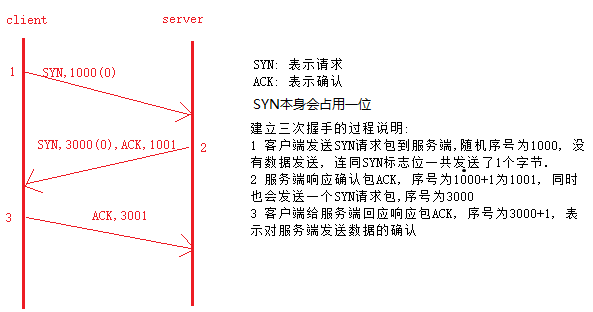 client
server
1
SYN,1000(0)
SYN,3000(0),ACK,1001
2
3
ACK,3001
SYN: 表示请求
ACK: 表示确认
SYN本身会占用一位
建立三次握手的过程说明:
1 客户端发送SYN请求包到服务端,随机序号为1000, 没
有数据发送, 连同SYN标志位一共发送了1个字节.
2 服务端响应确认包ACK, 序号为1000+1为1001, 同时
也会发送一个SYN请求包,序号为3000
3 客户端给服务端回应响应包ACK, 序号为3000+1, 表
示对服务端发送数据的确认